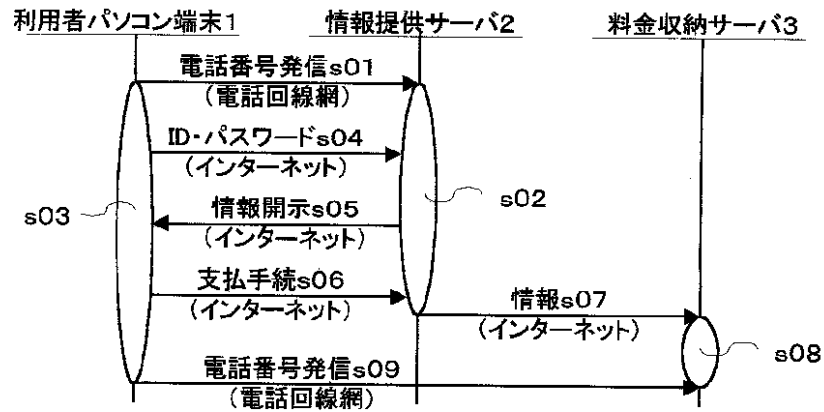 利用者パソコン端末1
情報提供サーバ2
料金収納サーバ3
電話番号発信s01
(電話回線網)
ID・パスワードs04
(インターネット)
s03
s02
情報開示s05
(インターネット)
支払手続s06
(インターネット)
情報s07
(インターネット)
s08
電話番号発信s09
(電話回線網)